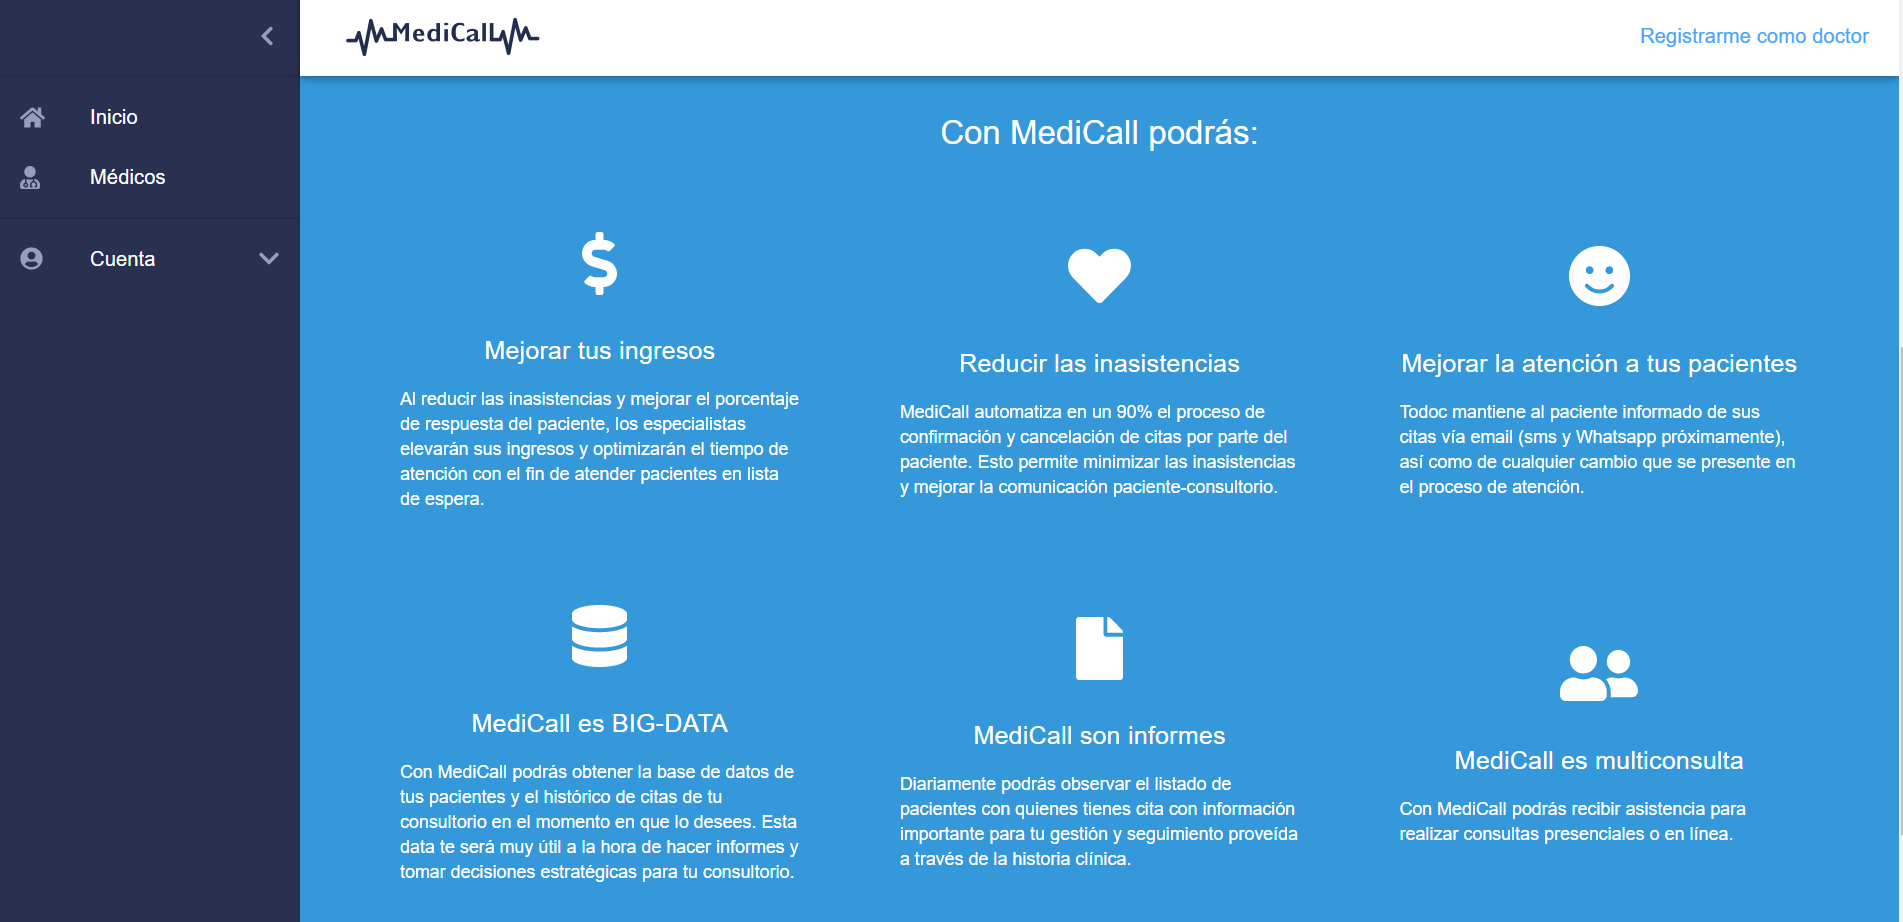 MediCall
Registrarme como doctor
Inicio
Médicos
Cuenta
Con MediCall podrás:
Mejorar tus ingresos
Al reducir las inasistencias y mejorar el porcentaje
de respuesta del paciente, los especialistas
elevarán sus ingresos y optimizarán el tiempo de
atención con el fin de atender pacientes en lista
de espera.
Reducir las inasistencias
MediCall automatiza en un 90% el proceso de
confirmación y cancelación de citas por parte del
paciente. Esto permite minimizar las inasistencias
y mejorar la comunicación paciente-consultorio.
Mejorar la atención a tus pacientes
Todoc mantiene al paciente informado de sus
citas vía email (sms y Whatsapp próximamente),
así como de cualquier cambio que se presente en
el proceso de atención.
MediCall es BIG-DATA
Con MediCall podrás obtener la base de datos de
tus pacientes y el histórico de citas de tu
consultorio en el momento en que lo desees. Esta
data te será muy útil a la hora de hacer informes y
tomar decisiones estratégicas para tu consultorio.
MediCall son informes
Diariamente podrás observar el listado de
pacientes con quienes tienes cita con información
importante para tu gestión y seguimiento proveída
a través de la historia clínica.
MediCall es multiconsulta
Con MediCall podrás recibir asistencia para
realizar consultas presenciales o en línea.